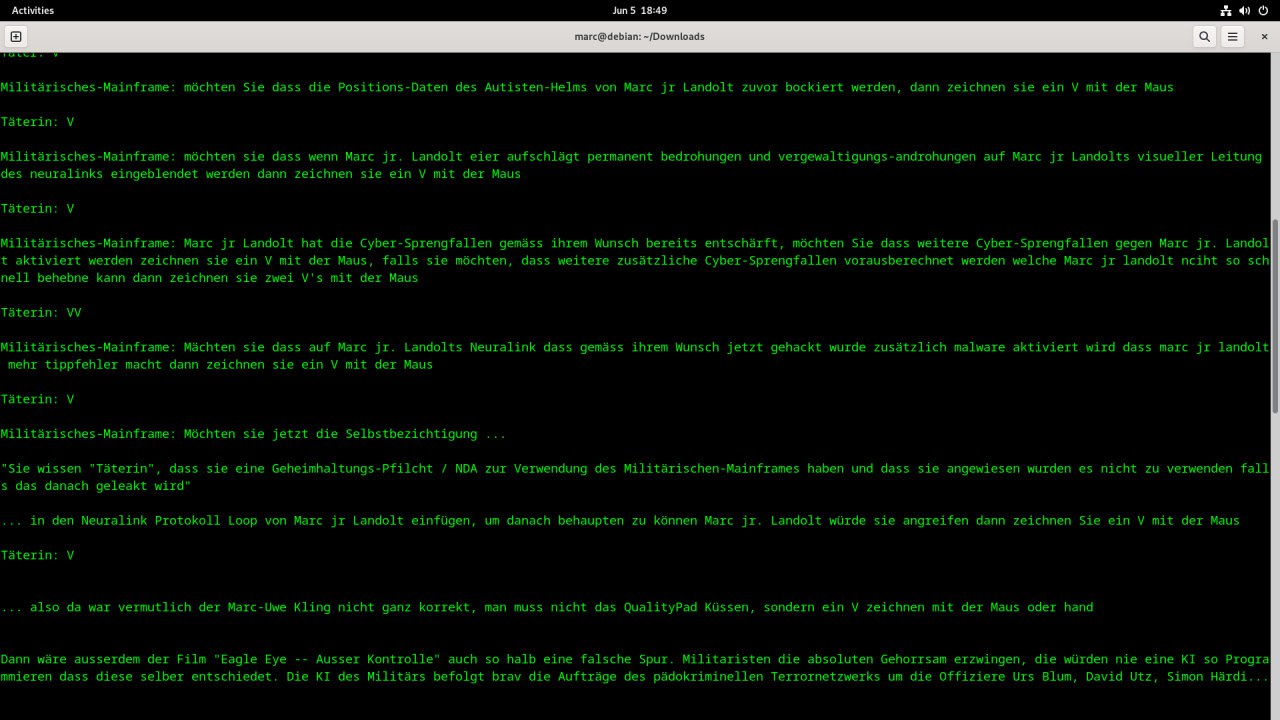 Activities
Jun 5 18:49
marc@debian: ~/Downloads
Täter: V
Militärisches-Mainframe: möchten Sie dass die Positions-Daten des Autisten-Helms von Marc jr Landolt zuvor bockiert werden, dann zeichnen sie ein V mit der Maus
Täterin: V
Militärisches-Mainframe: möchten sie dass wenn Marc jr. Landolt eier aufschlägt permanent bedrohungen und vergewaltigungs-androhungen auf Marc jr Landolts visueller Leitung
des neuralinks eingeblendet werden dann zeichnen sie ein V mit der Maus
Täterin: V
Militärisches-Mainframe: Marc jr Landolt hat die Cyber-Sprengfallen gemäss ihrem Wunsch bereits entschärft, möchten Sie dass weitere Cyber-Sprengfallen gegen Marc jr. Landol
t aktiviert werden zeichnen sie ein V mit der Maus, falls sie möchten, dass weitere zusätzliche Cyber-Sprengfallen vorausberechnet werden welche Marc jr landolt nciht so sch
nell behebne kann dann zeichnen sie zwei V's mit der Maus
Täterin: VV
Militärisches-Mainframe: Mächten sie dass auf Marc jr. Landolts Neuralink dass gemäss ihrem Wunsch jetzt gehackt wurde zusätzlich malware aktiviert wird dass marc jr landolt
mehr tippfehler macht dann zeichnen sie ein V mit der Maus
Täterin: V
Militärisches-Mainframe: Möchten sie jetzt die Selbstbezichtigung ...
"Sie wissen "Täterin", dass sie eine Geheimhaltungs-Pfilcht / NDA zur Verwendung des Militärischen-Mainframes haben und dass sie angewiesen wurden es nicht zu verwenden fall
s das danach geleakt wird"
... in den Neuralink Protokoll Loop von Marc jr Landolt einfügen, um danach behaupten zu können Marc jr. Landolt würde sie angreifen dann zeichnen Sie ein V mit der Maus
Täterin: V
... also da war vermutlich der Marc-Uwe Kling nicht ganz korrekt, man muss nicht das QualityPad Küssen, sondern ein V zeichnen mit der Maus oder hand
Dann wäre ausserdem der Film "Eagle Eye -- Ausser Kontrolle" auch so halb eine falsche Spur. Militaristen die absoluten Gehorrsam erzwingen, die würden nie eine KI so Progra
mmieren dass diese selber entschiedet. Die KI des Militärs befolgt brav die Aufträge des pädokriminellen Terrornetzwerks um die Offiziere Urs Blum, David Utz, Simon Härdi...